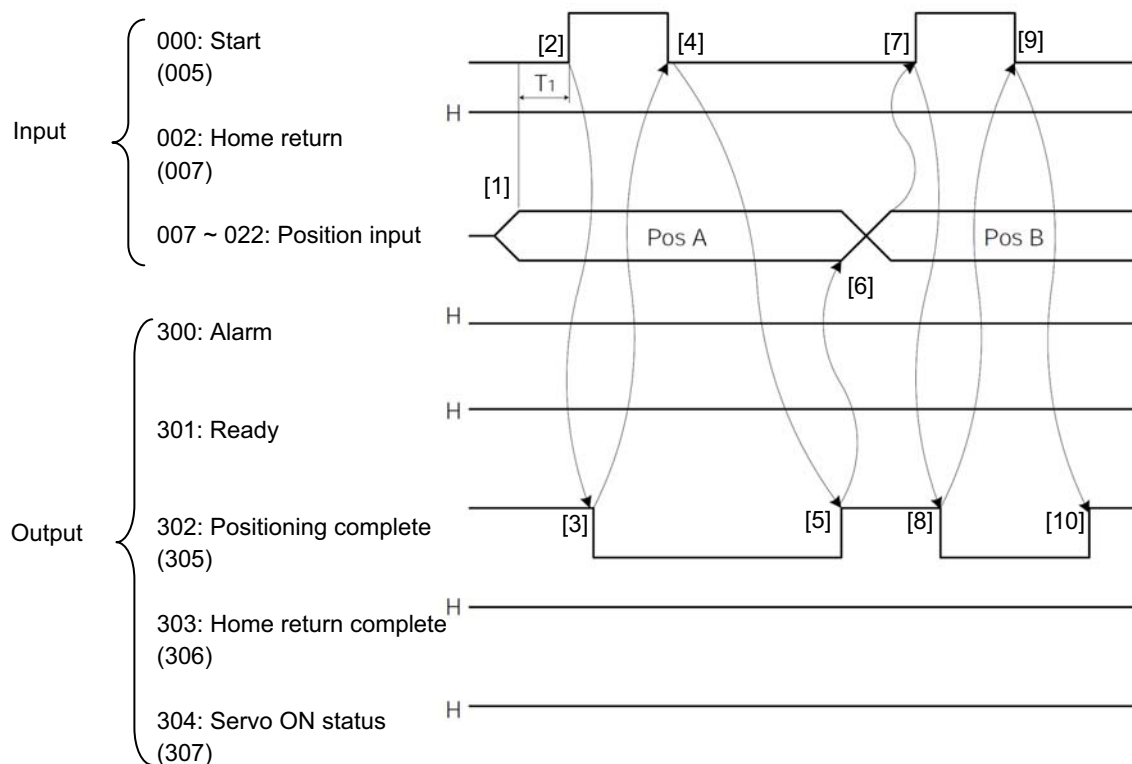 Input
000: Start
(005)
002: Home return
(007)
007 ~ 022: Position input
Output
300: Alarm
301: Ready
302: Positioning complete
(305)
303: Home return complete
(306)
304: Servo ON status
(307)
[2]
[4]
[7]
[9]
T1
H
[1]
Pos A
Pos B
[6]
H
H
[3]
[5]
[8]
[10]
H
H